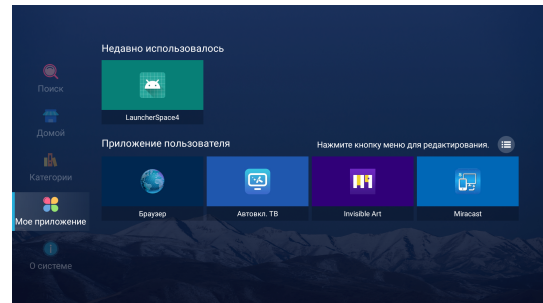 Недавно использовалось
Поиск
LauncherSpace4
Домой
Приложение пользователя
Нажмите кнопку меню для редактирования.
Категории
Браузер
Автовкл. ТВ
Invisible Art
Miracast
Мое приложение
О системе